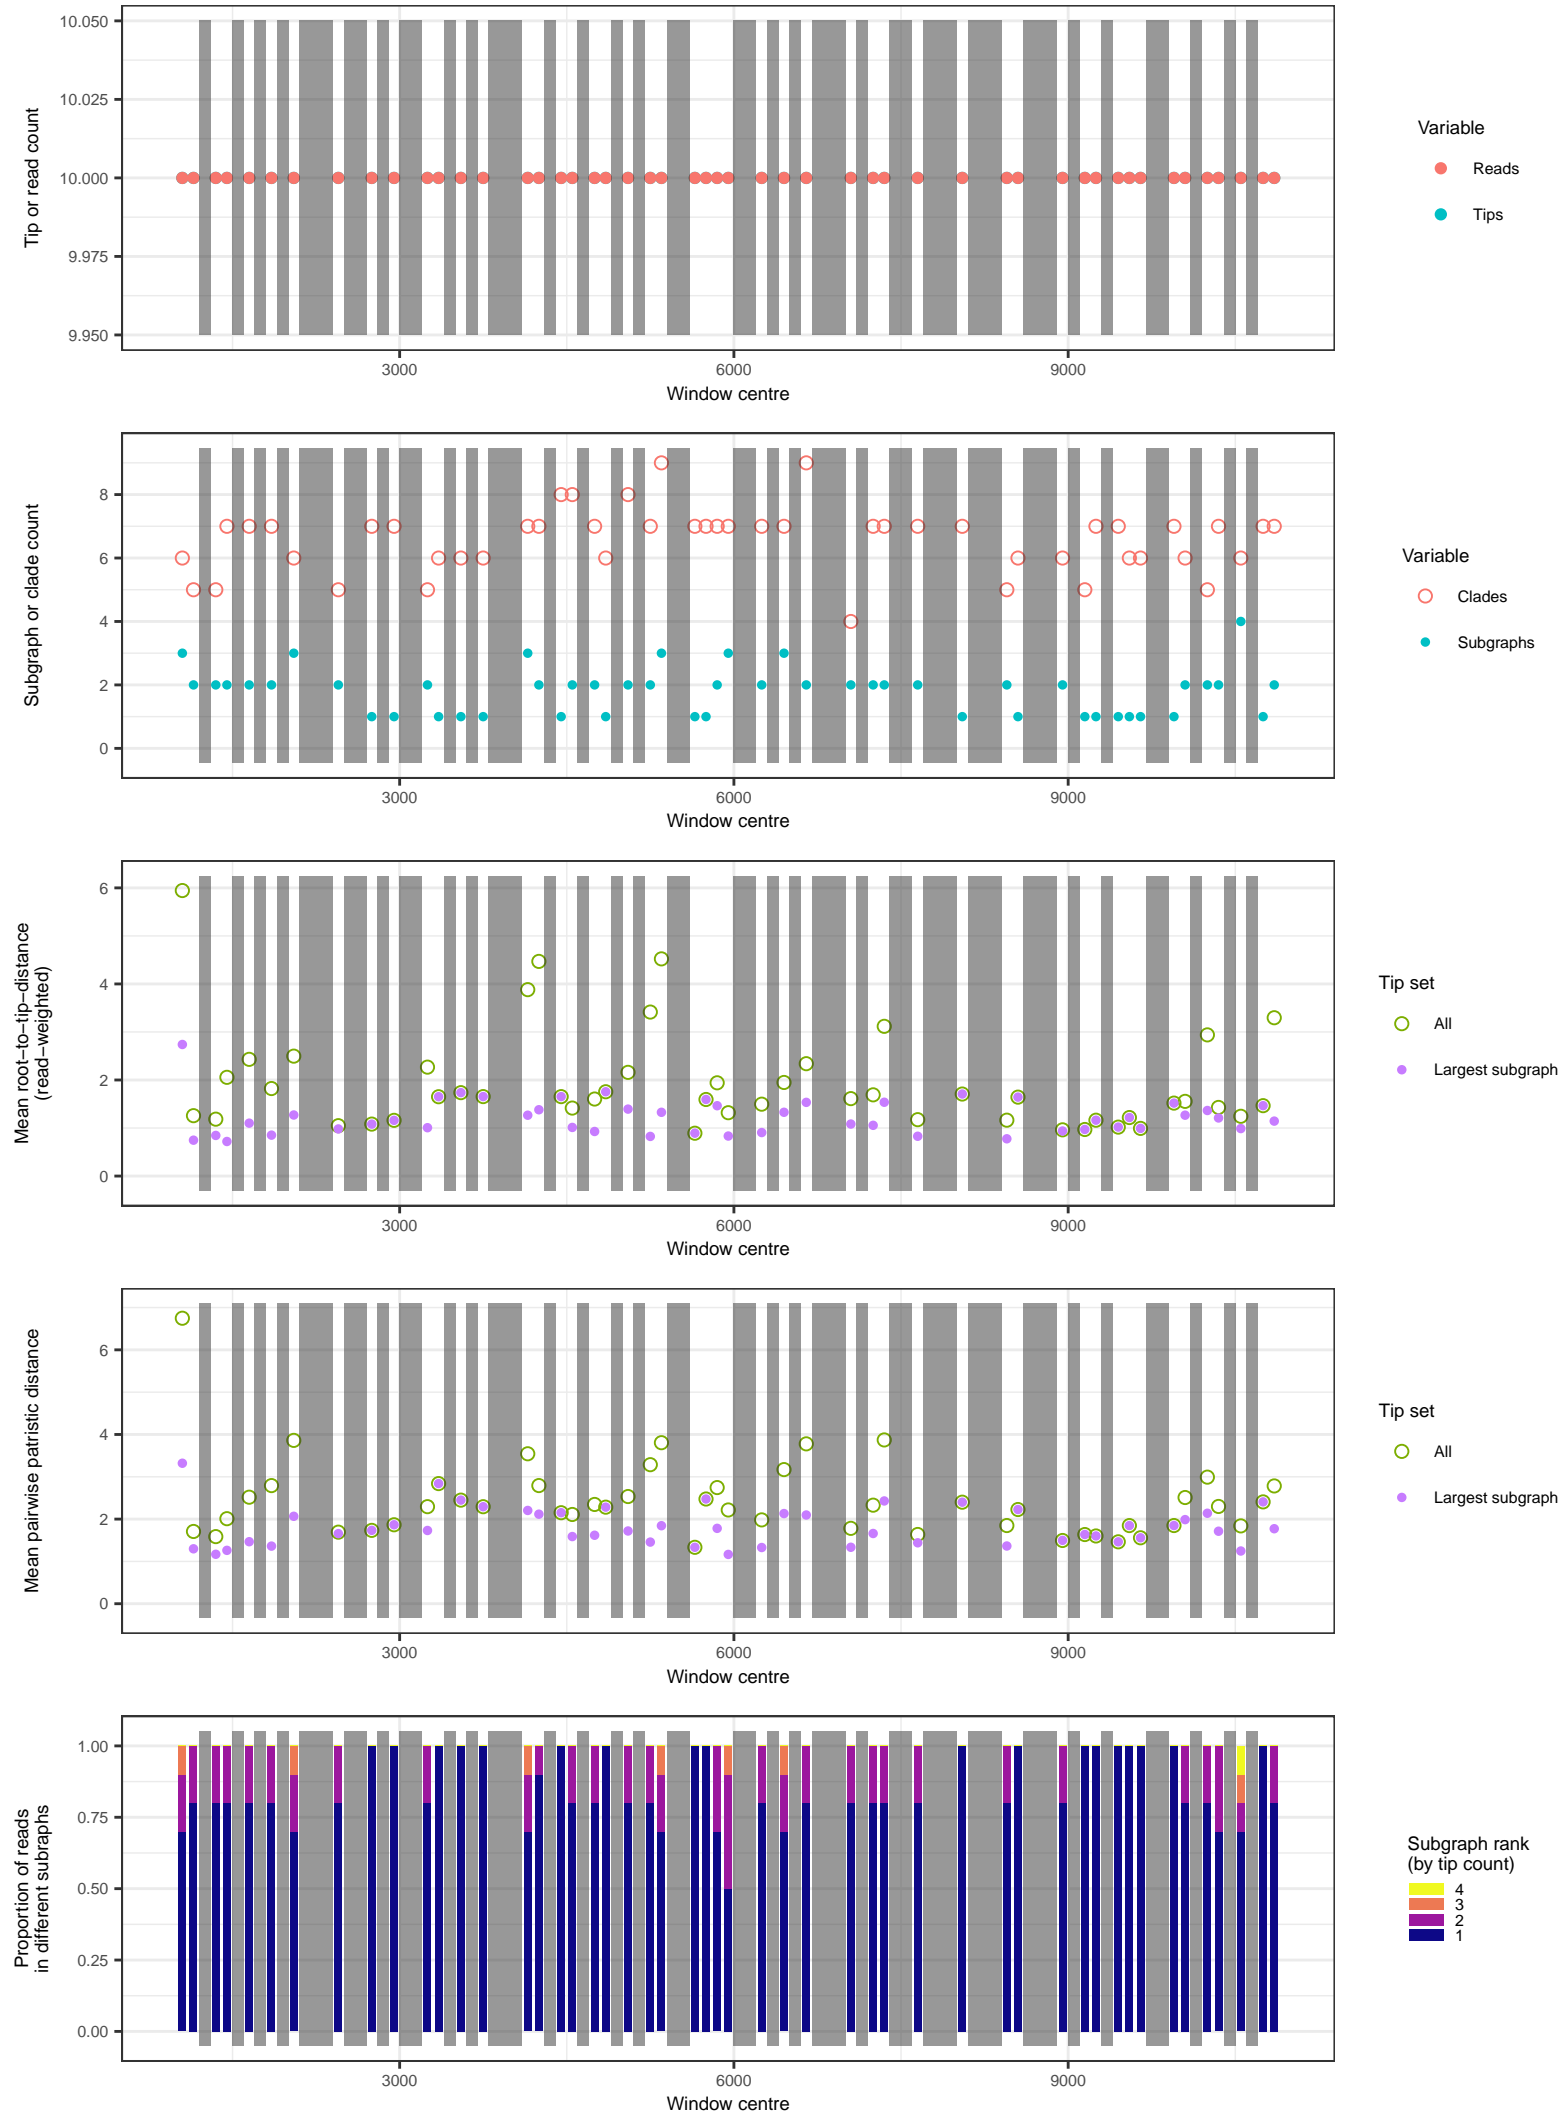 10.050
10.025
10.000
9.975
9.950
Tip or read count
3000 6000 9000
Window centre
Variable
Reads
Tips
8
6
4
2
0
Subgraph or clade count
3000 6000 9000
Window centre
Variable
Clades
Subgraphs
6
4
2
0
Mean root−to−tip−distance
(read−weighted)
3000 6000 9000
Window centre
Tip set
All
Largest subgraph
6
4
2
0
Mean pairwise patristic distance
3000 6000 9000
Window centre
Tip set
All
Largest subgraph
1.00
0.75
0.50
0.25
0.00
Proportion of reads
in different subraphs
3000 6000 9000
Window centre
Subgraph rank
(by tip count)
4
3
2
1